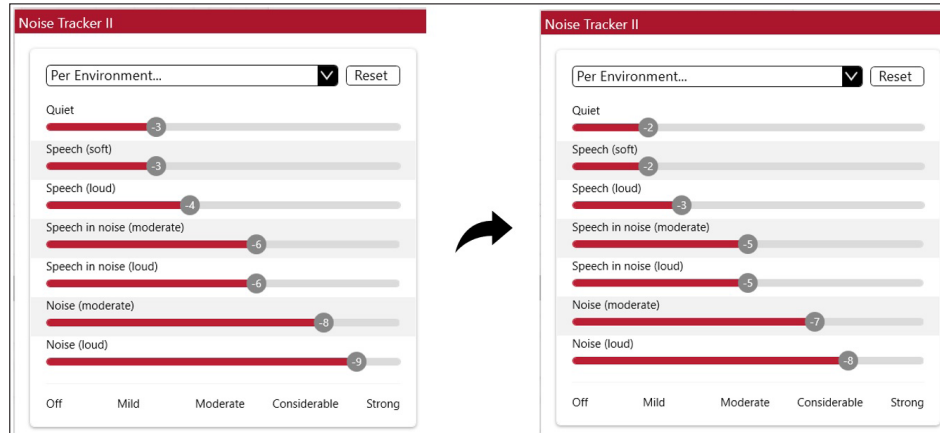 Noise Tracker II
Per Environment...
Reset
Quiet
-3
Speech (soft)
-3
Speech (loud)
-4
Speech in noise (moderate)
-6
Speech in noise (loud)
-6
Noise (moderate)
-8
Noise (loud)
-9
Off Mild Moderate Considerable Strong
Noise Tracker II
Per Environment...
Reset
Quiet
-2
Speech (soft)
-2
Speech (loud)
-3
Speech in noise (moderate)
-5
Speech in noise (loud)
-5
Noise (moderate)
-7
Noise (loud)
-8
Off Mild Moderate Considerable Strong